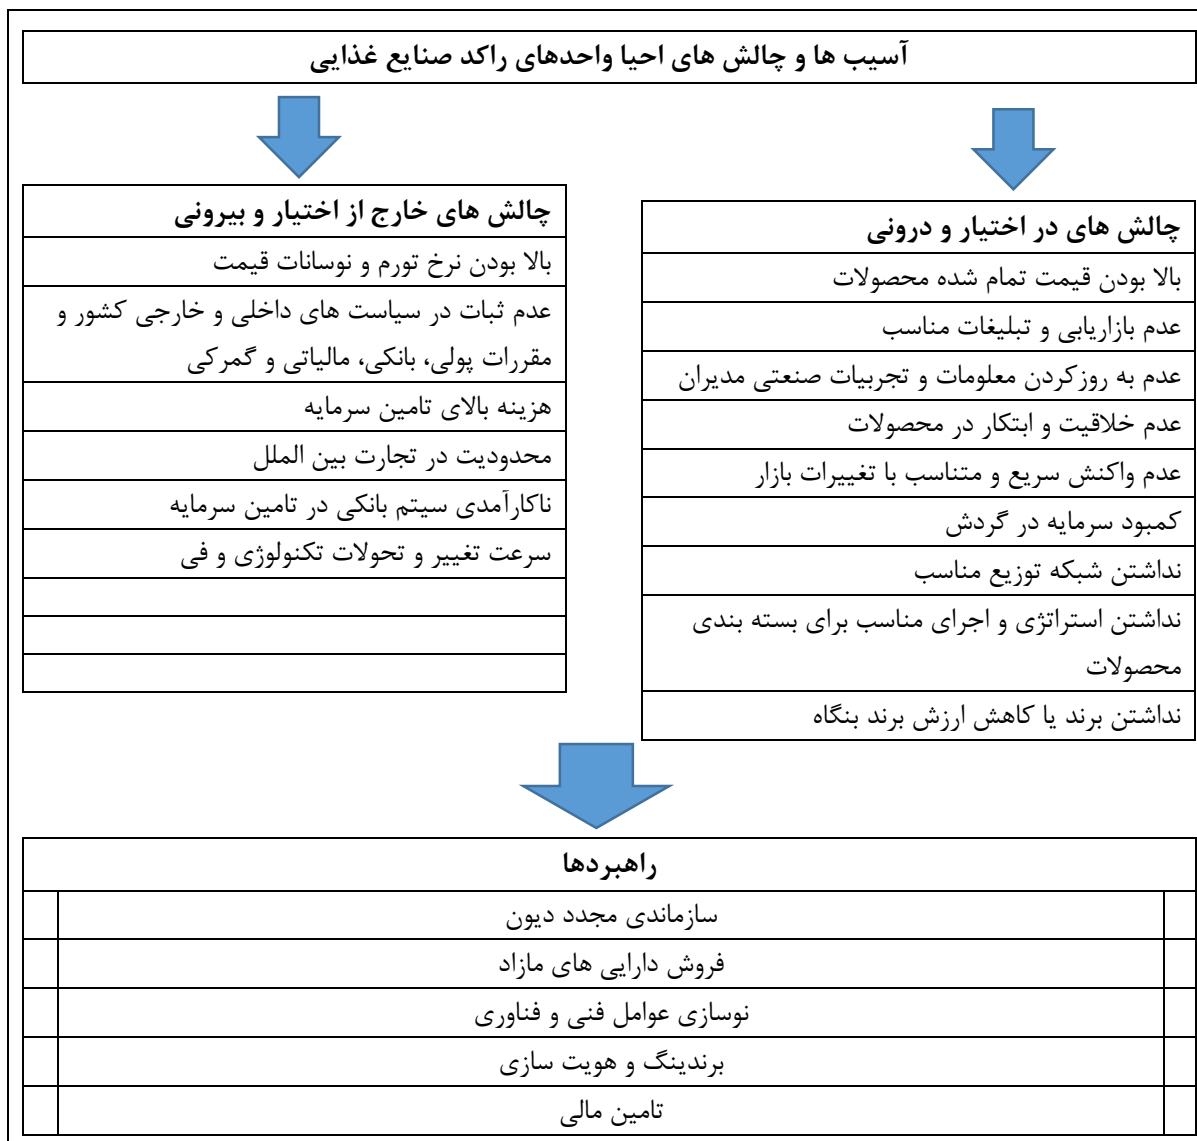 آسیب ها و چالش های احیا واحدهای راکد صنایع غذایی
چالش های در اختیار و درونی
بالا بودن قیمت تمام شده محصولات
عدم بازاریابی و تبلیغات مناسب
عدم به روزکردن معلومات و تجربیات صنعتی مدیران
عدم خلاقیت و ابتکار در محصولات
عدم واکنش سریع و متناسب با تغییرات بازار
کمبود سرمایه در گردش
نداشتن شبکه توزیع مناسب
نداشتن استراتژی و اجرای مناسب برای بسته بندی
محصولات
نداشتن برند یا کاهش ارزش برند بنگاه
چالش های خارج از اختیار و بیرونی
بالا بودن نرخ تورم و نوسانات قیمت
عدم ثبات در سیاست های داخلی و خارجی کشور و
مقررات پولی، بانکی، مالیاتی و گمرکی
هزینه بالای تامین سرمایه
محدودیت در تجارت بین الملل
ناکارآمدی سیتم بانکی در تامین سرمایه
سرعت تغییر و تحولات تکنولوژی و فی
راهبردها
سازماندی مجدد دیون
فروش دارایی های مازاد
نوسازی عوامل فنی و فناوری
برندینگ و هویت سازی
تامین مالی